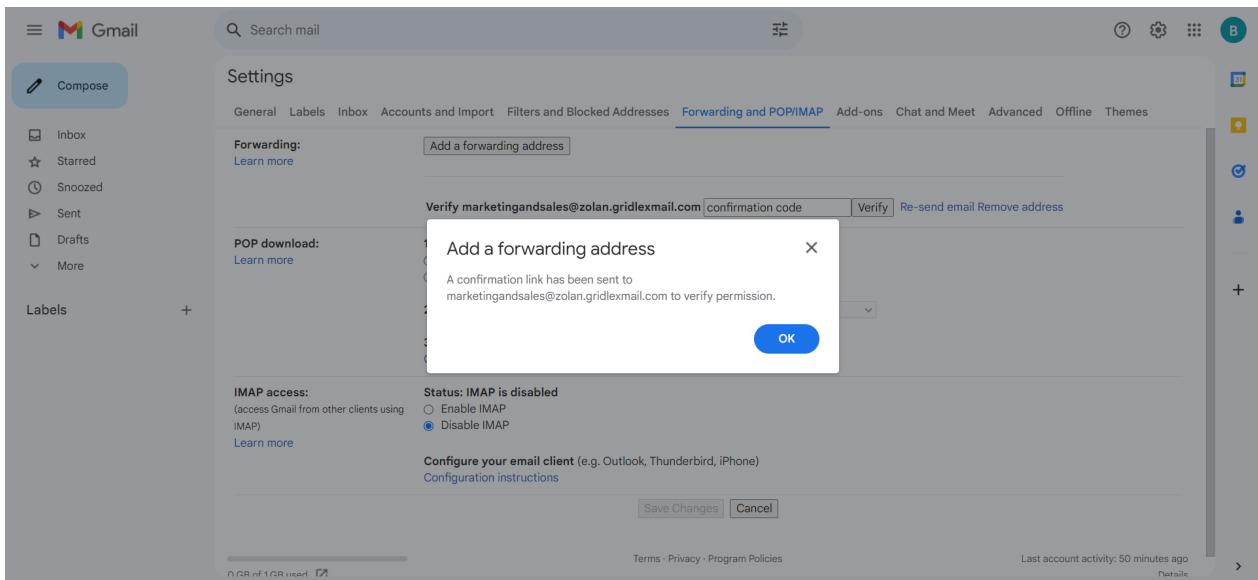 Gmail
Search mail
B
Compose
Inbox
Starred
Snoozed
Sent
Drafts
More
Labels
Settings
General Labels Inbox Accounts and Import Filters and Blocked Addresses Forwarding and POP/IMAP Add-ons Chat and Meet Advanced Offline Themes
Forwarding:
Learn more
Add a forwarding address
Verify marketingandsales@zolan.gridlexmail.com confirmation code Verify Re-send email Remove address
POP download:
Learn more
Add a forwarding address
A confirmation link has been sent to
marketingandsales@zolan.gridlexmail.com to verify permission.
OK
IMAP access:
(access Gmail from other clients using
IMAP)
Learn more
Status: IMAP is disabled
Enable IMAP
Disable IMAP
Configure your email client (e.g. Outlook, Thunderbird, iPhone)
Configuration instructions
Save Changes Cancel
0 GB of 1 GB used
Terms · Privacy · Program Policies
Last account activity: 50 minutes ago
Details
31